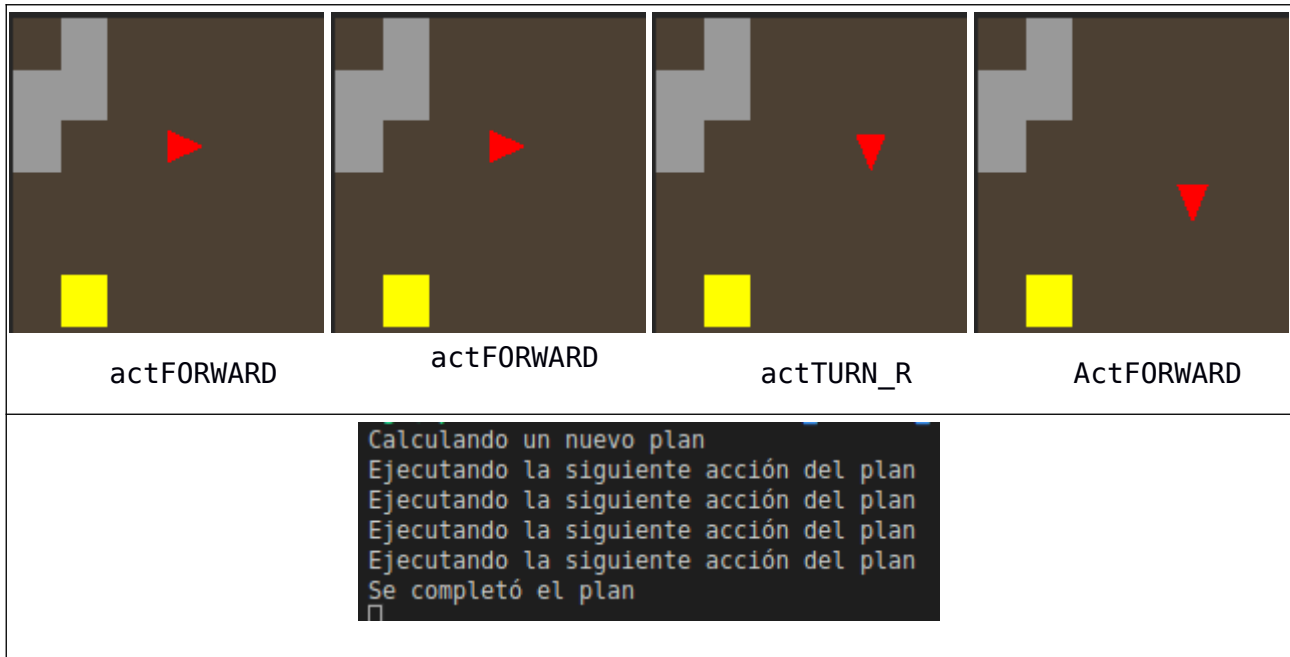 actFORWARD
actFORWARD
actTURN_R
ActFORWARD
Calculando un nuevo plan
Ejecutando la siguiente acción del plan
Ejecutando la siguiente acción del plan
Ejecutando la siguiente acción del plan
Ejecutando la siguiente acción del plan
Se completó el plan